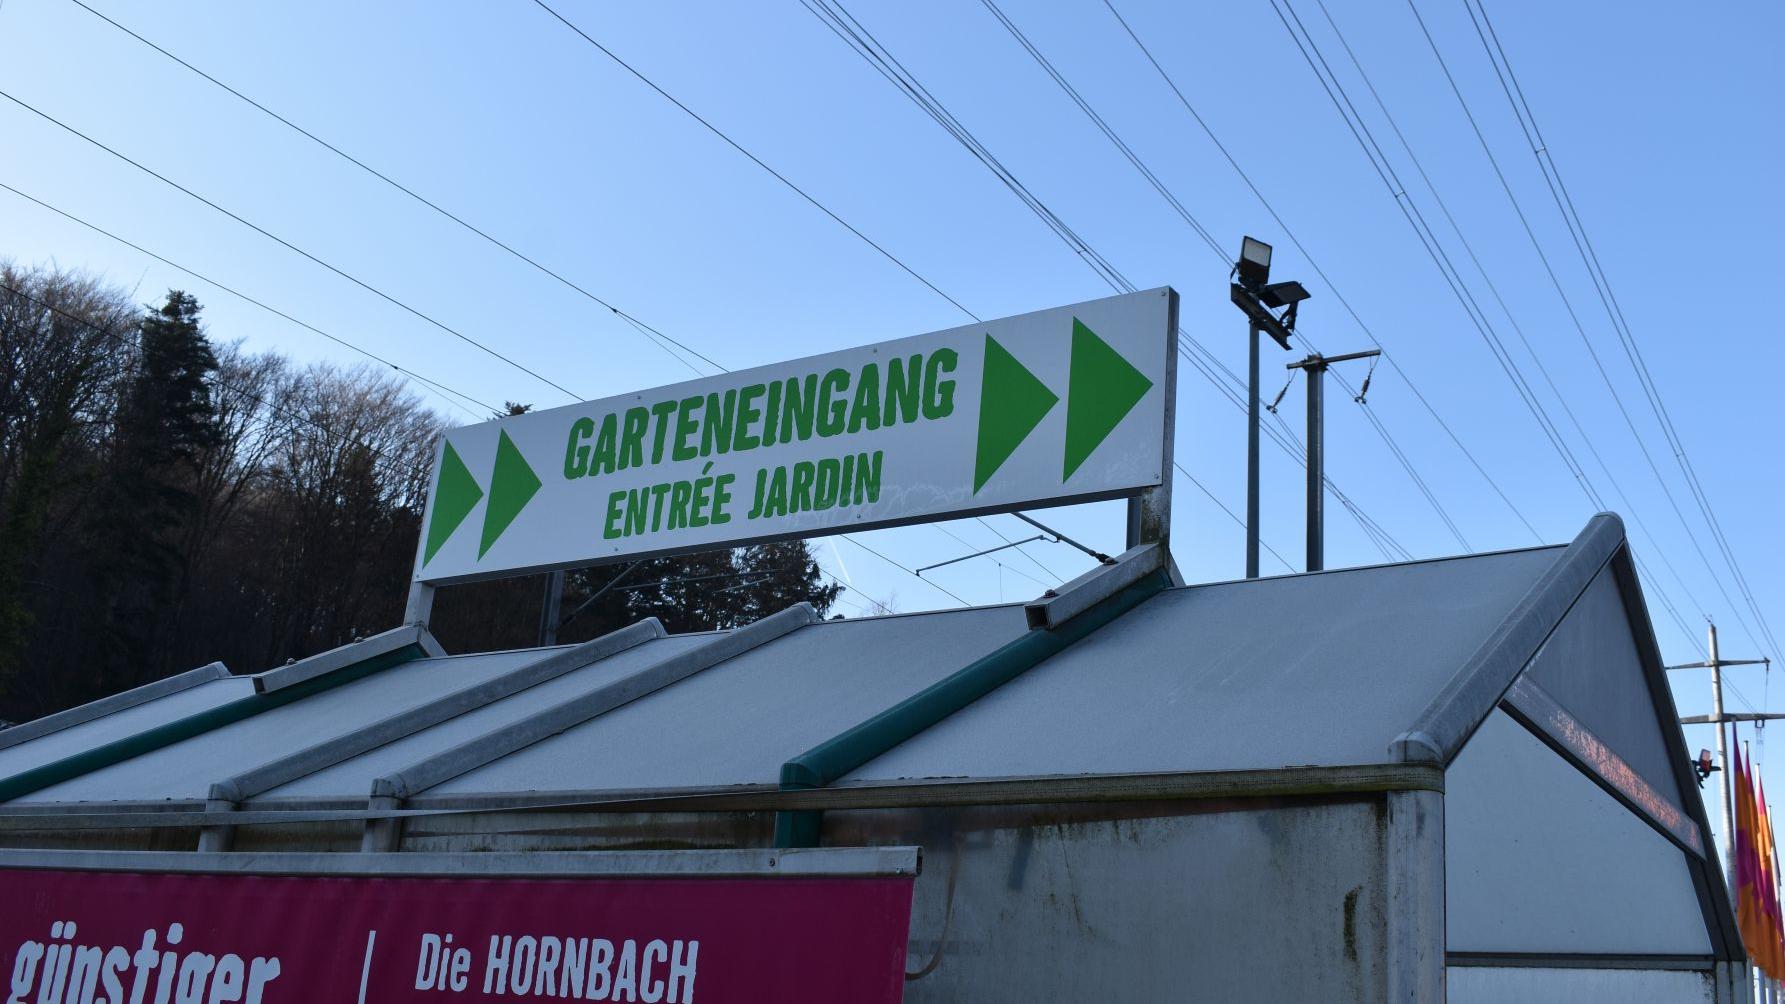 GARTENEINGANG
ENTRÉE JARDIN
günstiger
Die HORNBACH